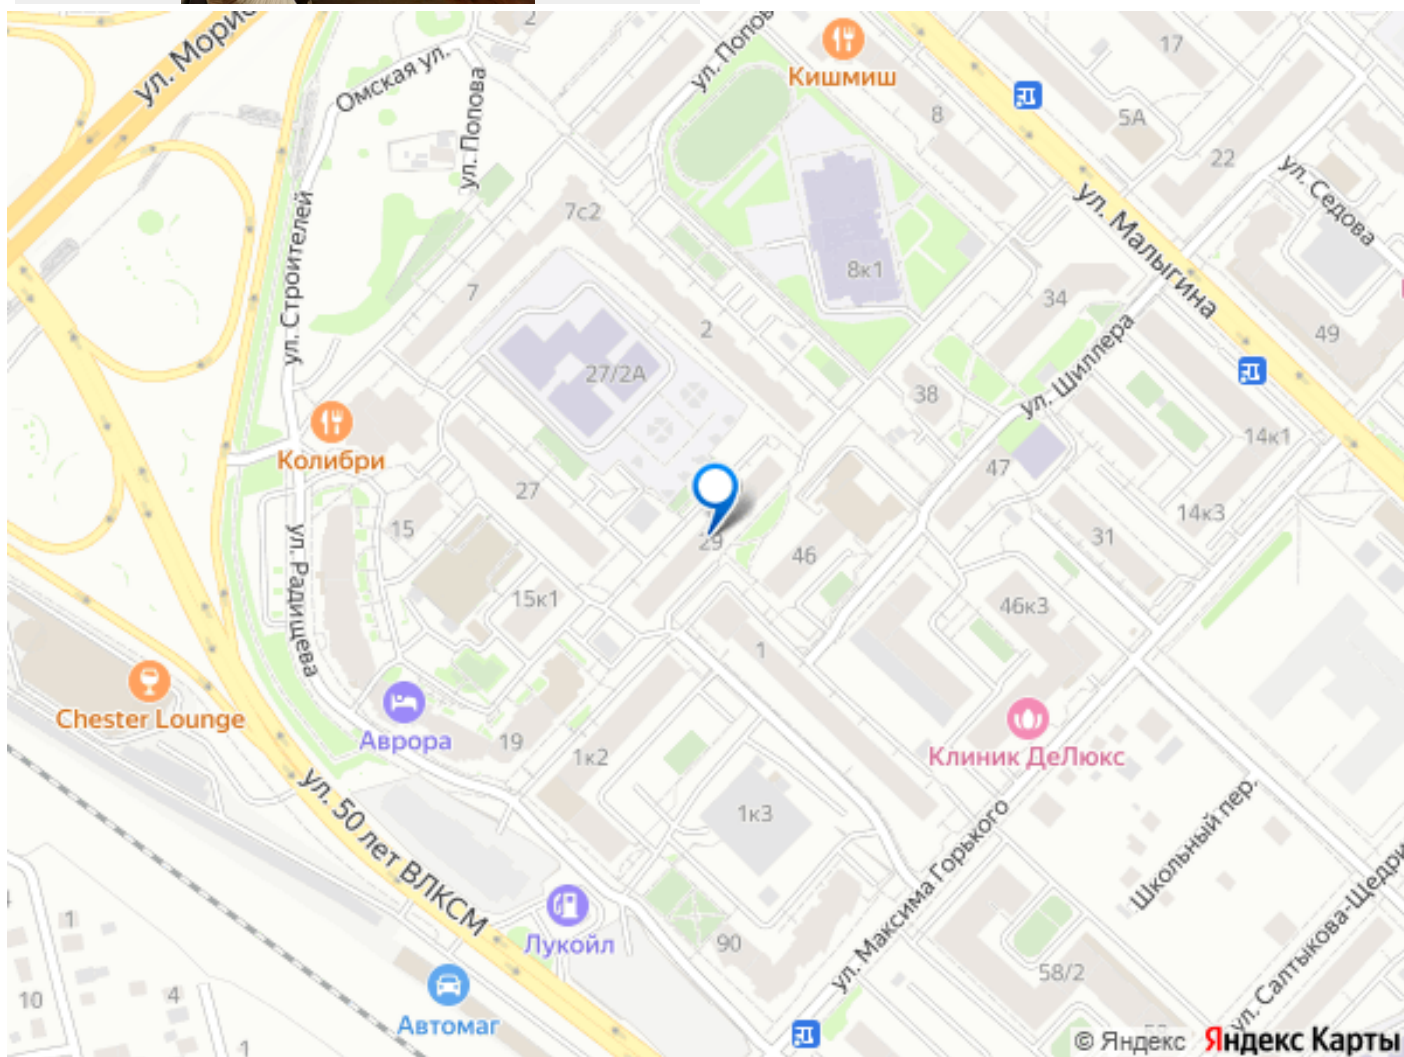 ул. Морис
2
Омская ул.
ул. Попова
ул. Попов
Кишмиш
17
8
5А
22
ул. Седова
7с2
ул. Строителей
8к1
ул. Малыгина
7
34
2
49
27/2А
ул. Шиллера
38
14к1
Колибри
47
27
14к3
15
31
29
46
ул. Радищева
15к1
46к3
1
Chester Lounge
Аврора
19
1к2
Клиник ДеЛюкс
ул. 50 лет ВЛКСМ
1к3
ул. Максима Горького
Школьный пер.
ул. Салтыкова-Щедри
1
Лукойл
90
58/2
10
4
Автомаг
1
© Яндекс Яндекс Карты